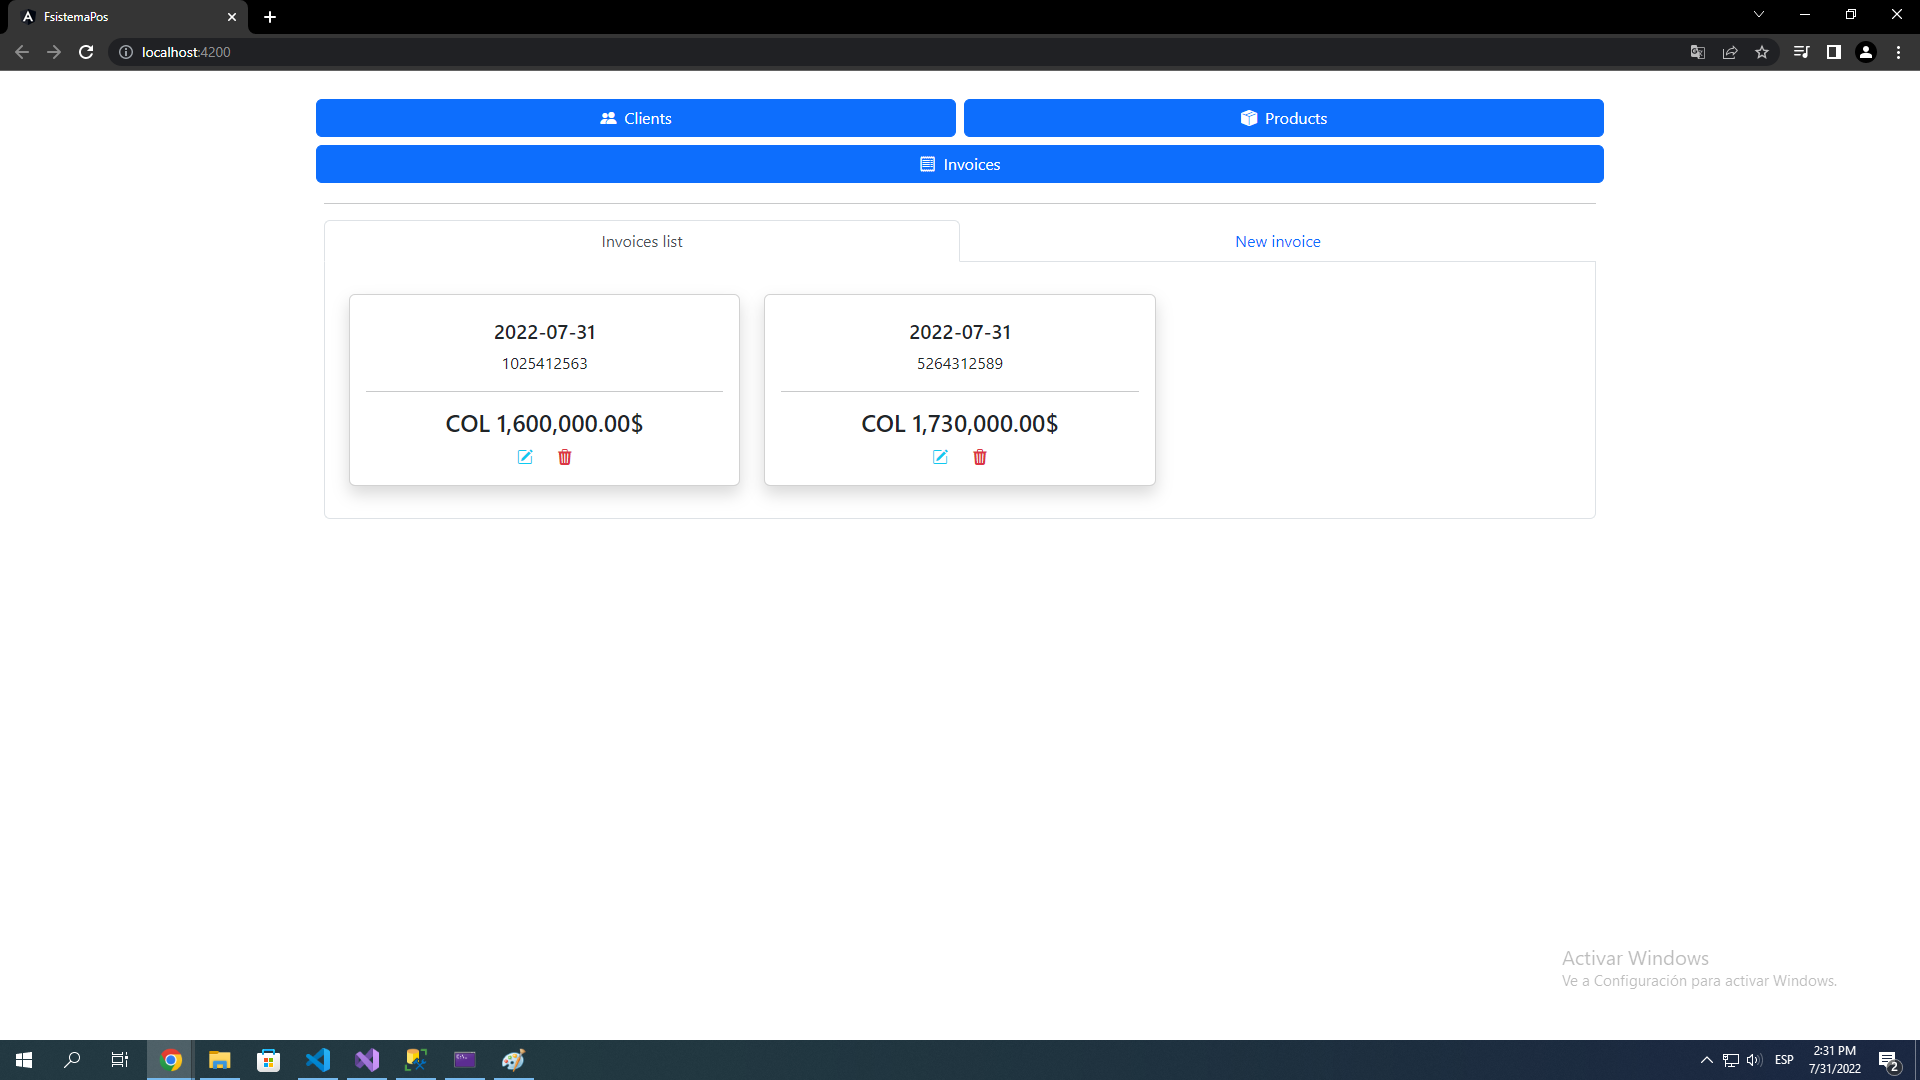 FsistemaPos
localhost:4200
Clients
Products
Invoices
Invoices list
New invoice
2022-07-31
1025412563
COL 1,600,000.00$
2022-07-31
5264312589
COL 1,730,000.00$
Activar Windows
Ve a Configuración para activar Windows.
ESP
2:31 PM
7/31/2022
2